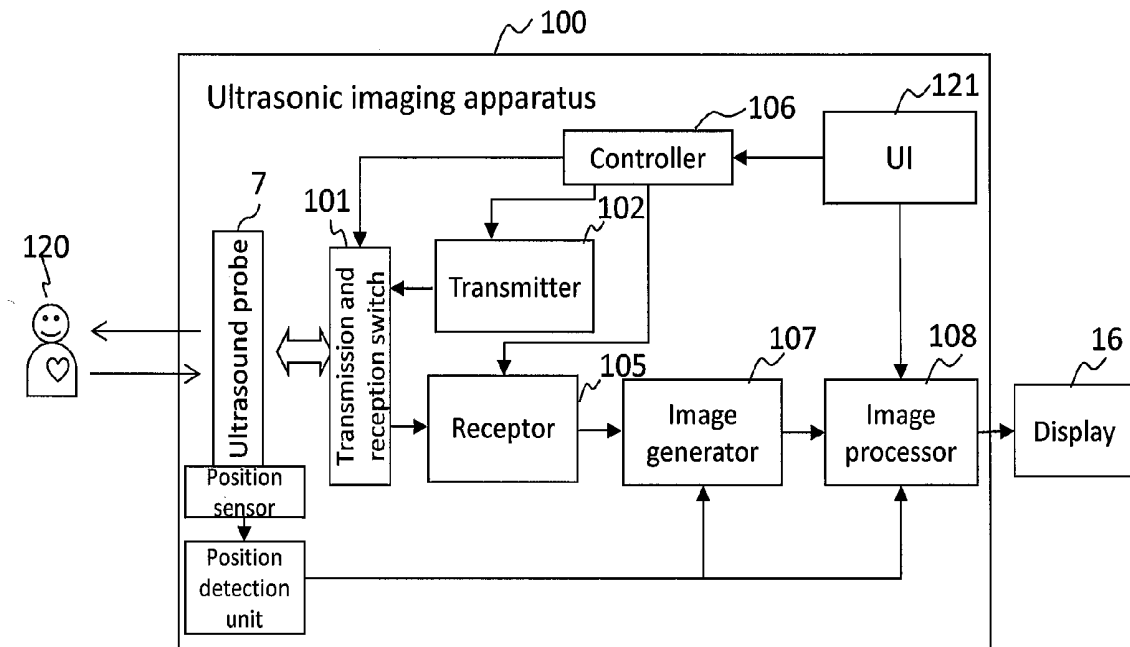 100
Ultrasonic imaging apparatus
121
106
Controller
UI
7
101
102
120
Ultrasound probe
Transmission and
reception switch
Transmitter
107
108
16
105
Receptor
Image
generator
Image
processor
Display
Position
sensor
Position
detection
unit